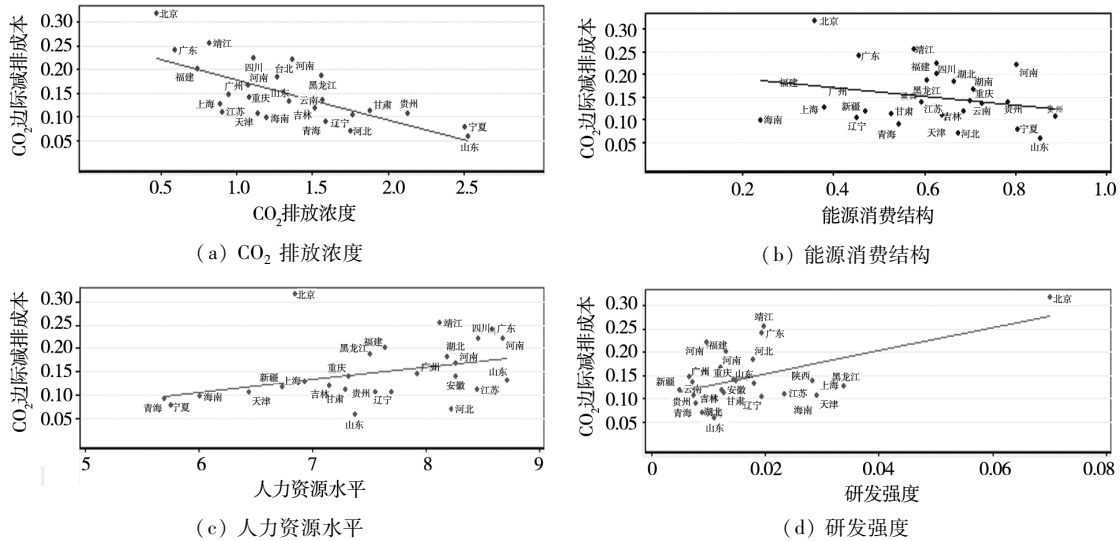 CO2边际减排成本
0.30
0.25
0.20
0.15
0.10
0.05
北京
靖江
广东
福建
四川
台北
河南
河南
黑龙江
广州
山东
重庆
云南
上海
江苏
天津
海南
吉林
甘肃
贵州
青海
辽宁
河北
宁夏
山东
0.5
1.0
1.5
2.0
2.5
CO2排放浓度
(a) CO2 排放浓度
CO2边际减排成本
0.30
0.25
0.20
0.15
0.10
0.05
北京
靖江
广东
福建
四川
河南
湖北
湖南
福建
广州
黑龙江
重庆
上海
新疆
江苏
吉林
云南
贵州
贵州
海南
辽宁
青海
天津
河北
宁夏
山东
0.2
0.4
0.6
0.8
1.0
能源消费结构
(b) 能源消费结构
CO2边际减排成本
0.30
0.25
0.20
0.15
0.10
0.05
北京
靖江
四川
广东
河南
福建
黑龙江
湖北
河南
重庆
广州
山东
新疆
上海
安徽
青海
宁夏
海南
天津
吉林
甘肃
贵州
辽宁
江苏
河北
山东
5
6
7
8
9
人力资源水平
(c) 人力资源水平
CO2边际减排成本
0.30
0.25
0.20
0.15
0.10
0.05
北京
靖江
广东
河南
福建
河南
河北
广州
重庆
山东
新疆
云南
安徽
陕西
黑龙江
上海
贵州
吉林
甘肃
辽宁
江苏
天津
青海
湖北
海南
山东
0
0.02
0.04
0.06
0.08
研发强度
(d) 研发强度